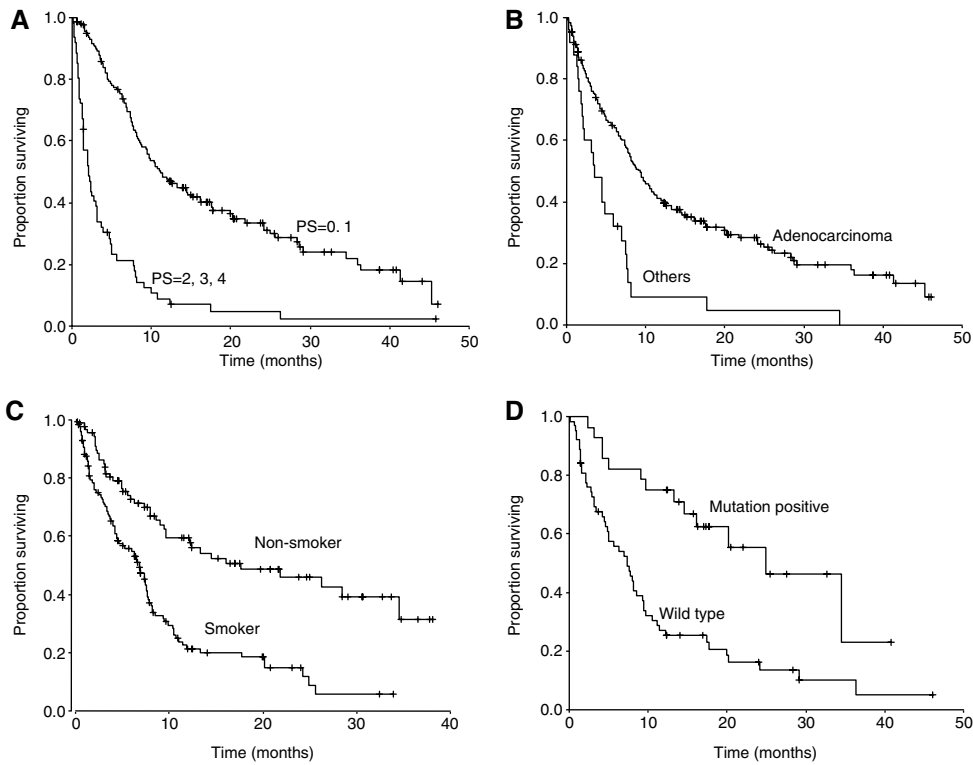 A
Proportion surviving
1.0
0.8
0.6
0.4
0.2
0.0
PS=0. 1
PS=2, 3, 4
0 10 20 30 40 50
Time (months)
B
Proportion surviving
1.0
0.8
0.6
0.4
0.2
0.0
Adenocarcinoma
Others
0 10 20 30 40 50
Time (months)
C
Proportion surviving
1.0
0.8
0.6
0.4
0.2
0.0
Non-smoker
Smoker
0 10 20 30 40
Time (months)
D
Proportion surviving
1.0
0.8
0.6
0.4
0.2
0.0
Mutation positive
Wild type
0 10 20 30 40 50
Time (months)